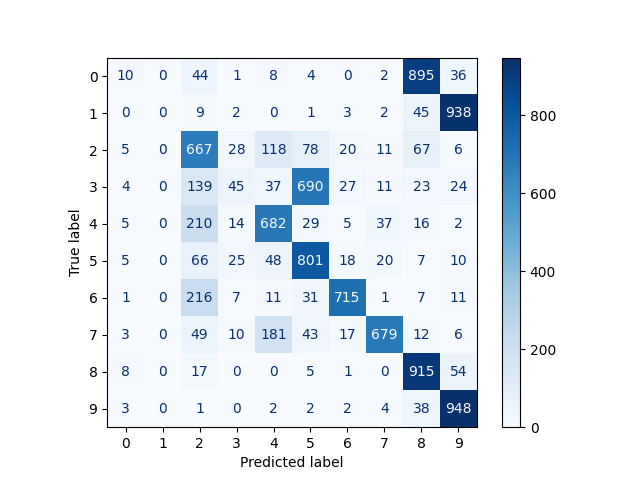 0 10 0 44 1 8 4 0 2 895 36
1 0 0 9 2 0 1 3 2 45 938
2 5 0 667 28 118 78 20 11 67 6
3 4 0 139 45 37 690 27 11 23 24
4 5 0 210 14 682 29 5 37 16 2
5 5 0 66 25 48 801 18 20 7 10
6 1 0 216 7 11 31 715 1 7 11
7 3 0 49 10 181 43 17 679 12 6
8 8 0 17 0 0 5 1 0 915 54
9 3 0 1 0 2 2 2 4 38 948
0 1 2 3 4 5 6 7 8 9
Predicted label
True label
800
600
400
200
0